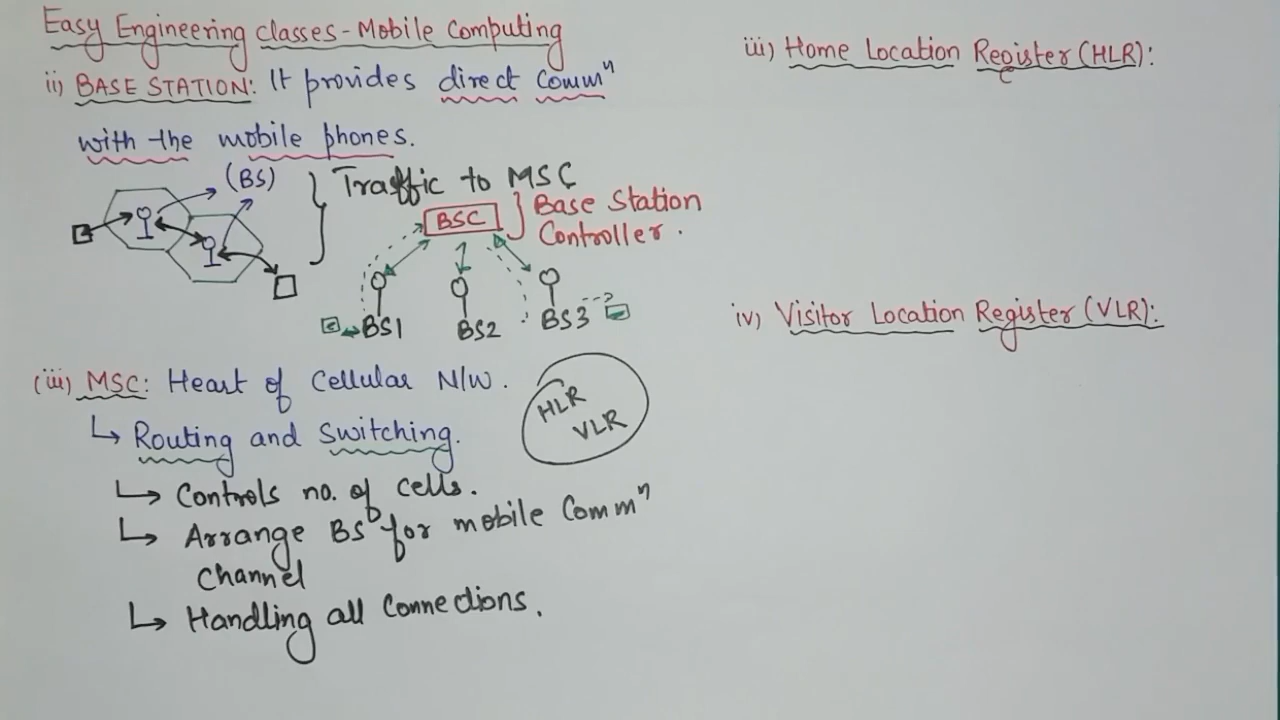 Easy Engineering classes - Mobile Computing
ii) BASE STATION: It provides direct Commⁿ
with the mobile phones.
(BS)
Traffic to MSC
BSC
Base Station
Controller.
BS1
BS2
BS3
(iii) MSC: Heart of Cellular N/W.
↳ Routing and Switching.
HLR
VLR
↳ Controls no. of cells.
↳ Arrange BS for mobile Commⁿ
Channel
↳ Handling all Connections.
iii) Home Location Register (HLR):
iv) Visitor Location Register (VLR):